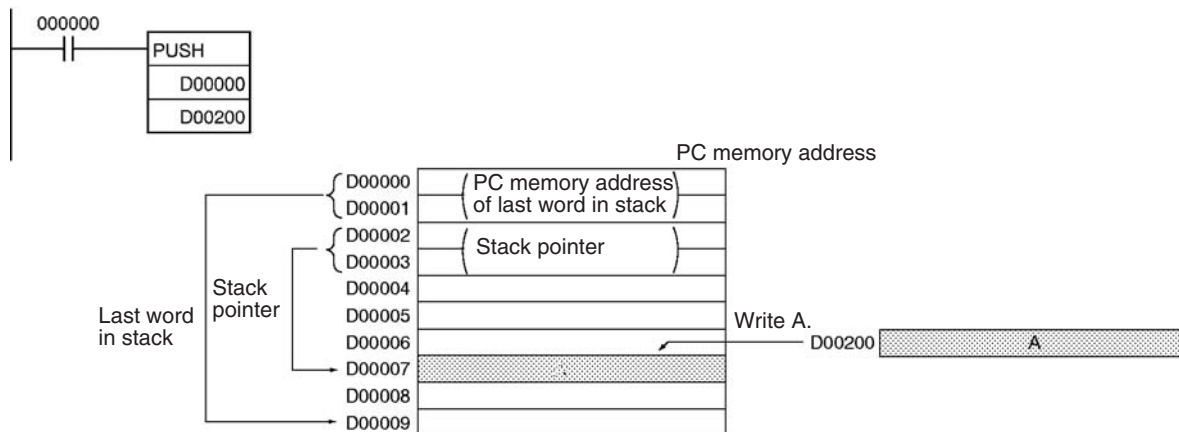 000000
PUSH
D00000
D00200
PC memory address
D00000
PC memory address
D00001
of last word in stack
D00002
Stack pointer
D00003
D00004
Stack
pointer
D00005
Last word
in stack
Write A.
D00006
D00200
A
D00007
A
D00008
D00009